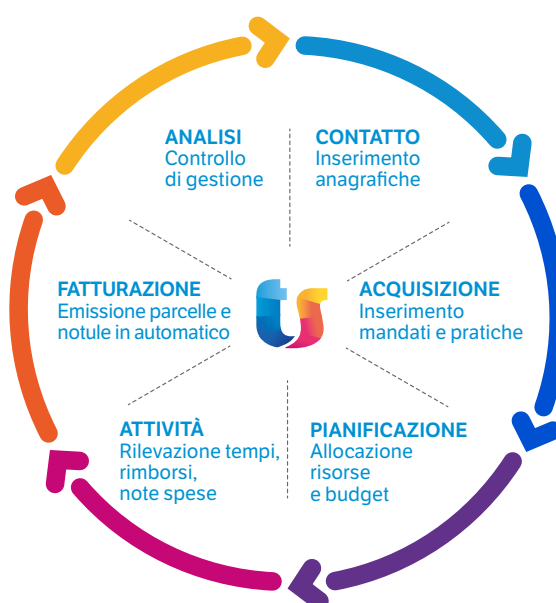 ANALISI
Controllo
di gestione
CONTATTO
Inserimento
anagrafiche
ACQUISIZIONE
Inserimento
mandati e pratiche
PIANIFICAZIONE
Allocazione
risorse
e budget
ATTIVITÀ
Rilevazione tempi,
rimborsi,
note spese
FATTURAZIONE
Emissione parcelle e
notule in automatico
ts